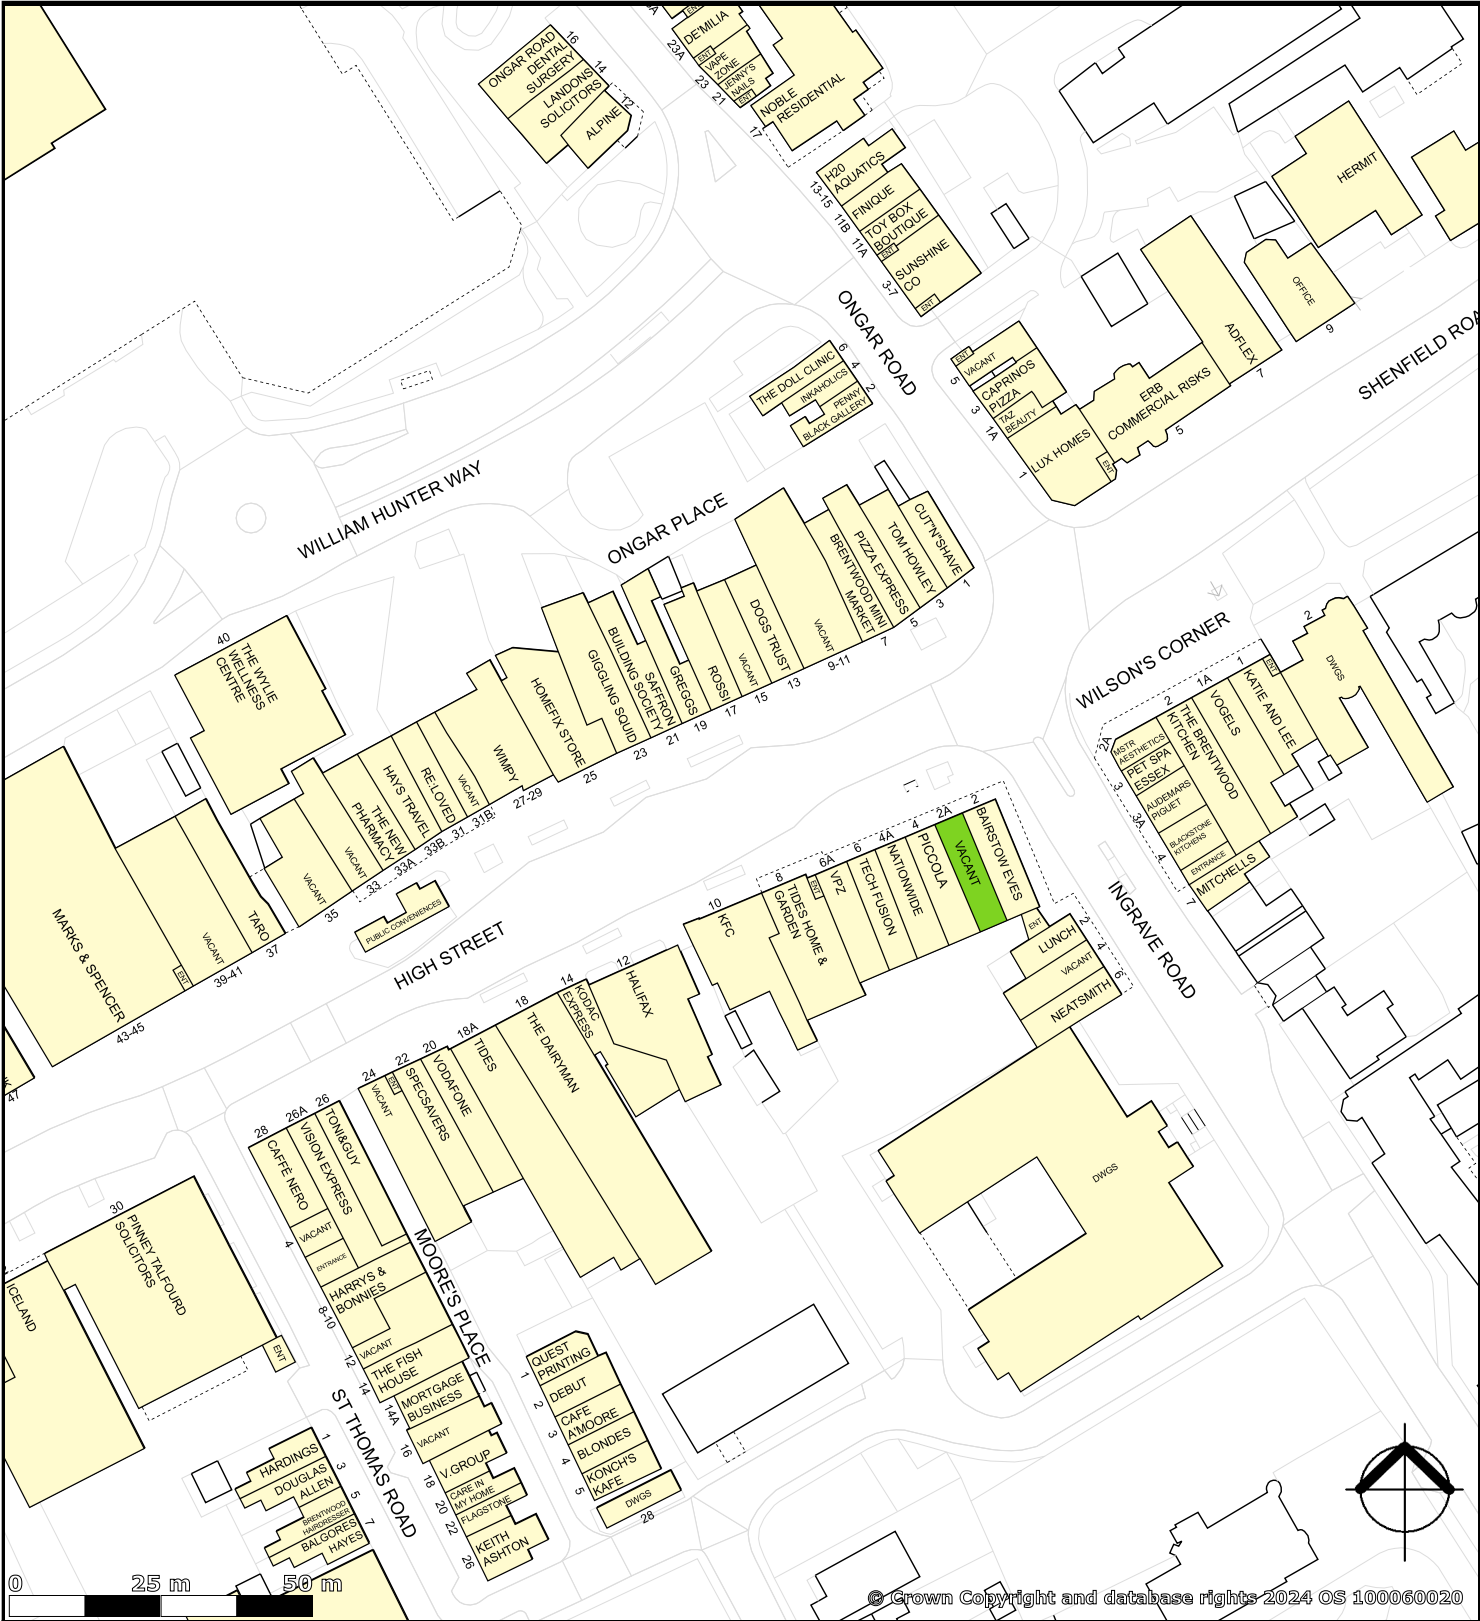 ONGAR ROAD
DENTAL
SURGERY
16
LANDONS
SOLICITORS
14
ALPINE
12
23A
ENT
DE'MILIA
ENT
VAPE
ZONE
23
JENNY'S
NAILS
21
ENT
NOBLE
RESIDENTIAL
17
H20
AQUATICS
13-15
FINIQUE
11B
TOY BOX
BOUTIQUE
11A
ENT
SUNSHINE
CO
3-7
ENT
HERMIT
OFFICE
9
ADFLEX
7
SHENFIELD ROA
ONGAR ROAD
THE DOLL CLINIC
6
INKAHOLICS
4
PENNY
BLACK GALLERY
2
ENT
VACANT
5
CAPRINOS
PIZZA
3
TAZ
BEAUTY
1A
LUX HOMES
1
ENT
ERB
COMMERCIAL RISKS
5
WILLIAM HUNTER WAY
ONGAR PLACE
CUT"N"SHAVE
1
TOM HOWLEY
3
PIZZA EXPRESS
5
BRENTWOOD MINI
MARKET
7
VACANT
9-11
DOGS TRUST
13
VACANT
15
ROSSI
17
GREGGS
19
SAFFRON
BUILDING SOCIETY
21
GIGGLING SQUID
23
HOMEFIX STORE
25
WIMPY
27-29
VACANT
31B
RE:LOVED
31
HAYS TRAVEL
33B
THE NEW
PHARMACY
33A
VACANT
33
VACANT
35
40
THE WYLIE
WELLNESS
CENTRE
TARO
37
VACANT
39-41
ENT
MARKS & SPENCER
43-45
47
PUBLIC CONVENIENCES
HIGH STREET
WILSON'S CORNER
2
DWGS
ENT
1
KATIE AND LEE
1A
VOGELS
2
THE BRENTWOOD
KITCHEN
2A
MSTR
AESTHETICS
PET SPA
ESSEX
3
AUDEMARS
PIGUET
3A
BLACKSTONE
KITCHENS
4
ENTRANCE
MITCHELLS
7
INGRAVE ROAD
2
BAIRSTOW EVES
2A
VACANT
4
PICCOLA
4A
NATIONWIDE
6
TECH FUSION
6A
VPZ
ENT
8
TIDES HOME &
GARDEN
10
KFC
12
HALIFAX
14
KODAC
EXPRESS
18
THE DAIRYMAN
18A
TIDES
20
VODAFONE
22
SPECSAVERS
ENT
24
VACANT
ENT
LUNCH
2
VACANT
4
NEATSMITH
6
DWGS
26
TONI&GUY
26A
VISION EXPRESS
28
CAFFÈ NERO
VACANT
4
ENTRANCE
HARRYS &
BONNIES
8-10
VACANT
12
THE FISH
HOUSE
14
MORTGAGE
BUSINESS
14A
VACANT
16
V.GROUP
18
CARE IN
MY HOME
20
FLAGSTONE
22
KEITH
ASHTON
26
MOORE'S PLACE
QUEST
PRINTING
1
DEBUT
2
CAFE
A'MOORE
3
BLONDES
4
KONCH'S
KAFE
5
DWGS
28
30
PINNEY TALFOURD
SOLICITORS
ENT
ICELAND
ST THOMAS ROAD
HARDINGS
1
DOUGLAS
ALLEN
3
BRENTWOOD
HAIRDRESSER
5
BALGORES
HAYES
7
0 25 m 50 m
© Crown Copyright and database rights 2024 OS 100060020